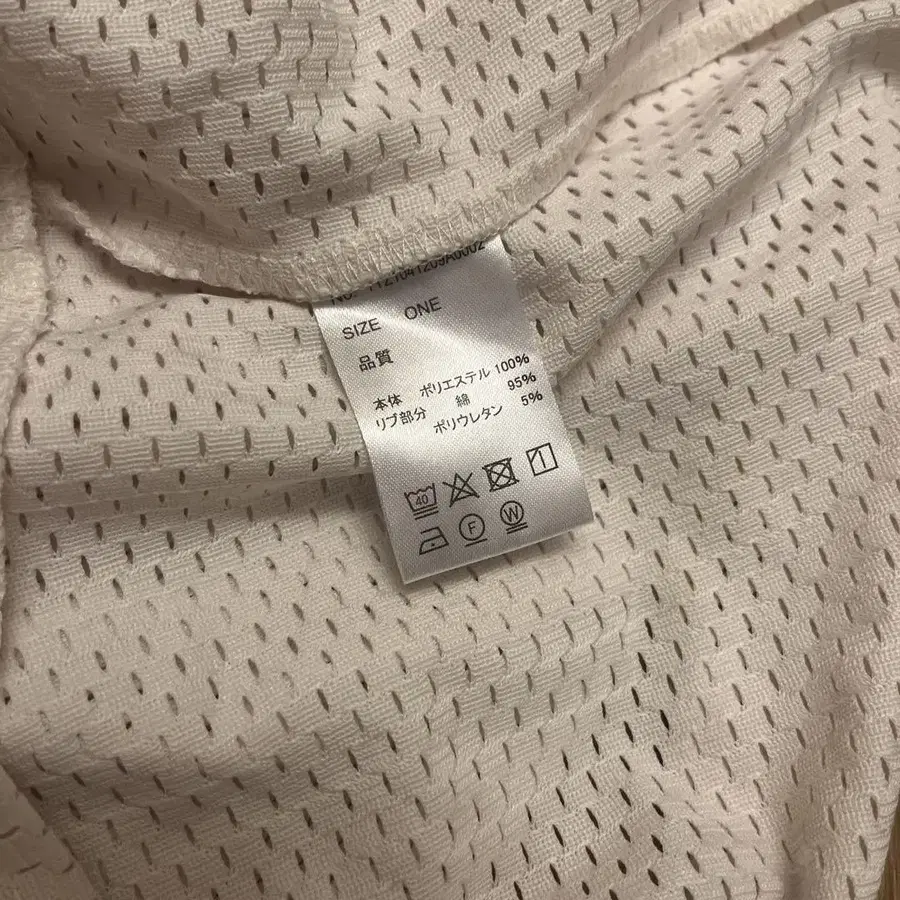 SIZE ONE
品質
本体 ポリエステル 100%
リブ部分 綿 95%
ポリウレタン 5%
40
F W